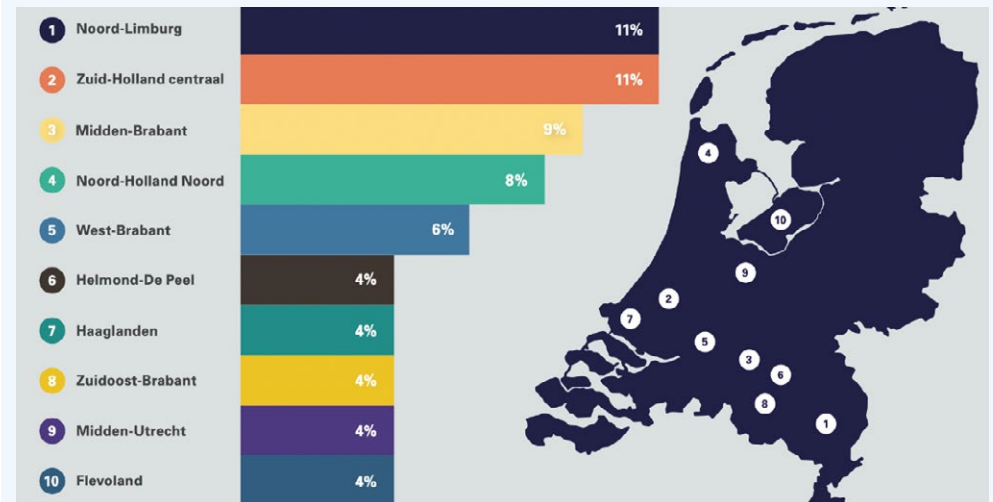 1 Noord-Limburg 11%
2 Zuid-Holland centraal 11%
3 Midden-Brabant 9%
4 Noord-Holland Noord 8%
5 West-Brabant 6%
6 Helmond-De Peel 4%
7 Haaglanden 4%
8 Zuidoost-Brabant 4%
9 Midden-Utrecht 4%
10 Flevoland 4%
4
10
9
2
7
5
3
6
8
1